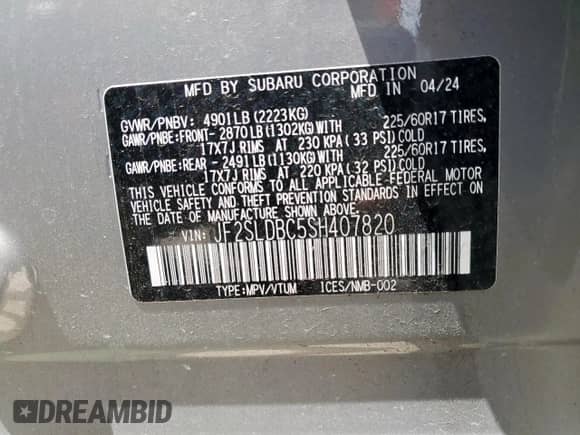 MFD BY SUBARU CORPORATION
MFD IN 04/24
GVWR/PNBV: 4901LB (2223KG)
GAWR/PNBE:FRONT- 2870LB (1302KG)WITH 225/60R17 TIRES,
17X7J RIMS AT 230 KPA (33 PSI)COLD
GAWR/PNBE:REAR -2491LB (1130KG)WITH 225/60R17 TIRES,
17X7J RIMS AT 220 KPA (32 PSI)COLD
THIS VEHICLE CONFORMS TO ALL APPLICABLE FEDERAL MOTOR
VEHICLE SAFETY AND THEFT PREVENTION STANDARDS IN EFFECT ON
THE DATE OF MANUFACTURE SHOWN ABOVE.
VIN: JF2SLDBC5SH407820
TYPE:MPV/VTUM 1CES/NMB-002
DREAMBID